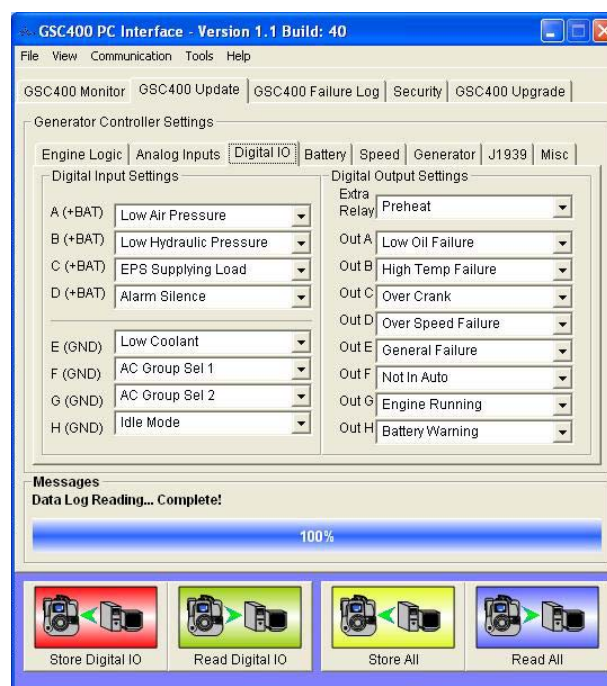 GSC400 PC Interface - Version 1.1 Build: 40
File View Communication Tools Help
GSC400 Monitor GSC400 Update GSC400 Failure Log Security GSC400 Upgrade
Generator Controller Settings
Engine Logic Analog Inputs Digital IO Battery Speed Generator J1939 Misc
Digital Input Settings
A (+BAT) Low Air Pressure
B (+BAT) Low Hydraulic Pressure
C (+BAT) EPS Supplying Load
D (+BAT) Alarm Silence
E (GND) Low Coolant
F (GND) AC Group Sel 1
G (GND) AC Group Sel 2
H (GND) Idle Mode
Digital Output Settings
Extra
Relay Preheat
Out A Low Oil Failure
Out B High Temp Failure
Out C Over Crank
Out D Over Speed Failure
Out E General Failure
Out F Not In Auto
Out G Engine Running
Out H Battery Warning
Messages
Data Log Reading... Complete!
100%
Store Digital IO Read Digital IO Store All Read All